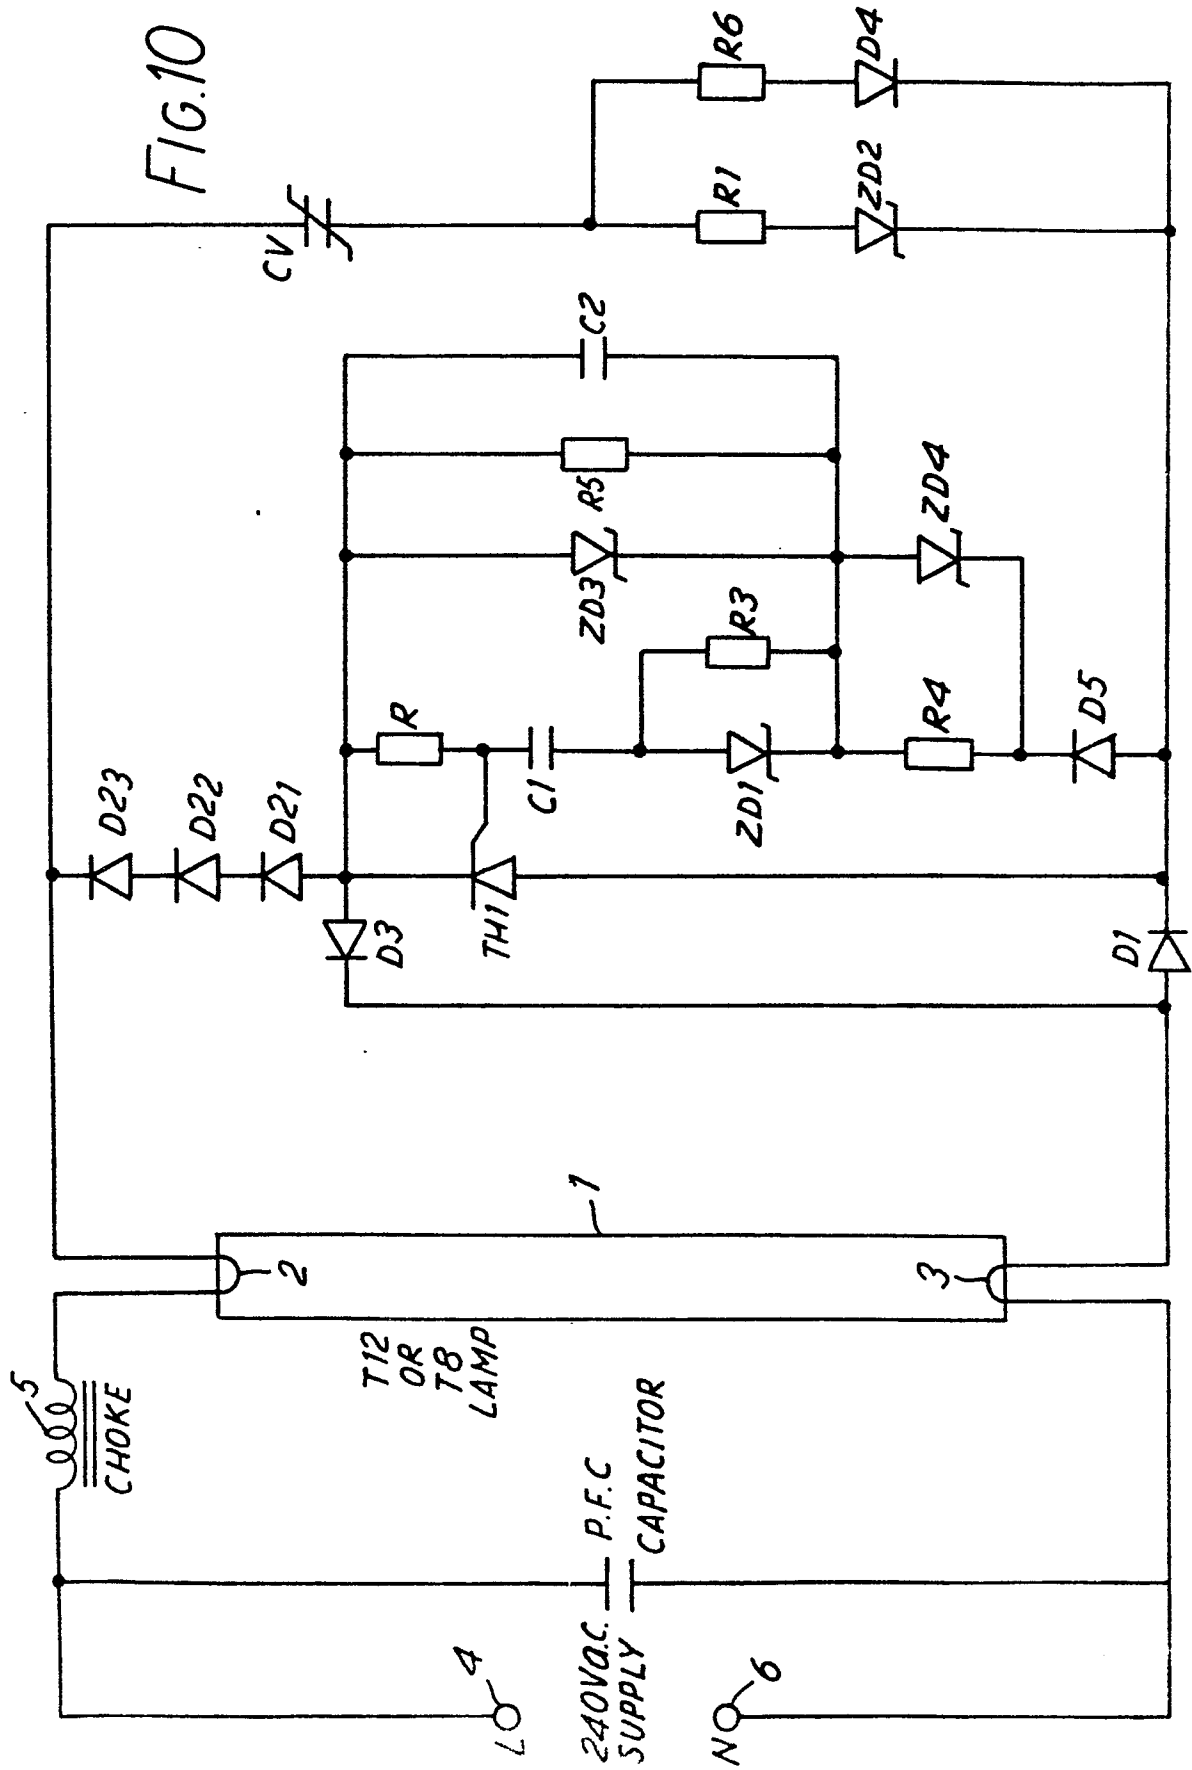 FIG.10
5
CHOKE
2
T12
OR
T8
LAMP
1
3
P.F.C
CAPACITOR
4
L
240Va.c.
SUPPLY
N
6
D23
D22
D21
D3
TH1
D1
R
C1
ZD1
R3
R4
D5
ZD3
R5
C2
ZD4
CV
R1
ZD2
R6
D4